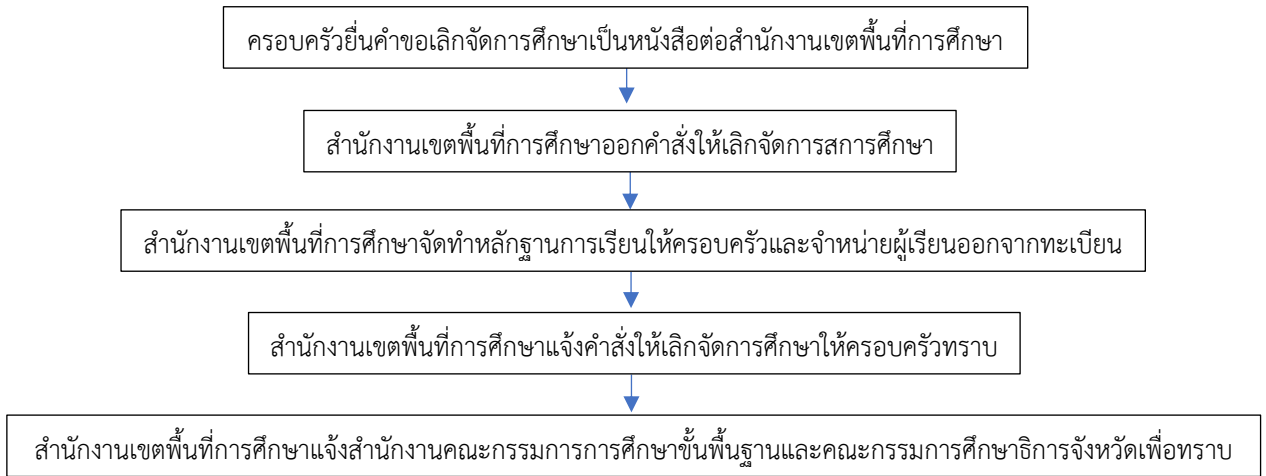 ครอบครัวยื่นคำขอเลิกจัดการศึกษาเป็นหนังสือต่อสำนักงานเขตพื้นที่การศึกษา
สำนักงานเขตพื้นที่การศึกษาออกคำสั่งให้เลิกจัดการสการศึกษา
สำนักงานเขตพื้นที่การศึกษาจัดทำหลักฐานการเรียนให้ครอบครัวและจำหน่ายผู้เรียนออกจากทะเบียน
สำนักงานเขตพื้นที่การศึกษาแจ้งคำสั่งให้เลิกจัดการศึกษาให้ครอบครัวทราบ
สำนักงานเขตพื้นที่การศึกษาแจ้งสำนักงานคณะกรรมการการศึกษาขั้นพื้นฐานและคณะกรรมการศึกษาธิการจังหวัดเพื่อทราบ